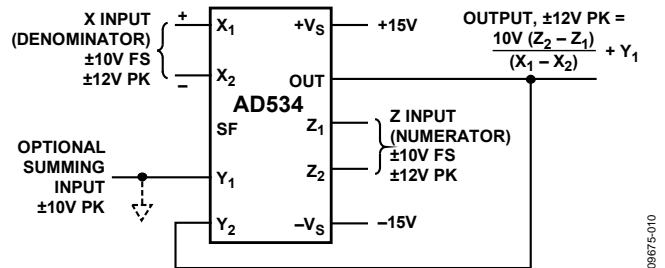 X INPUT
(DENOMINATOR)
±10V FS
±12V PK
+
–
X1
X2
SF
Y1
Y2
AD534
+VS
OUT
Z1
Z2
–VS
+15V
–15V
OUTPUT, ±12V PK =
10V (Z2 – Z1)
(X1 – X2)
+ Y1
Z INPUT
(NUMERATOR)
±10V FS
±12V PK
OPTIONAL
SUMMING
INPUT
±10V PK
09675-010